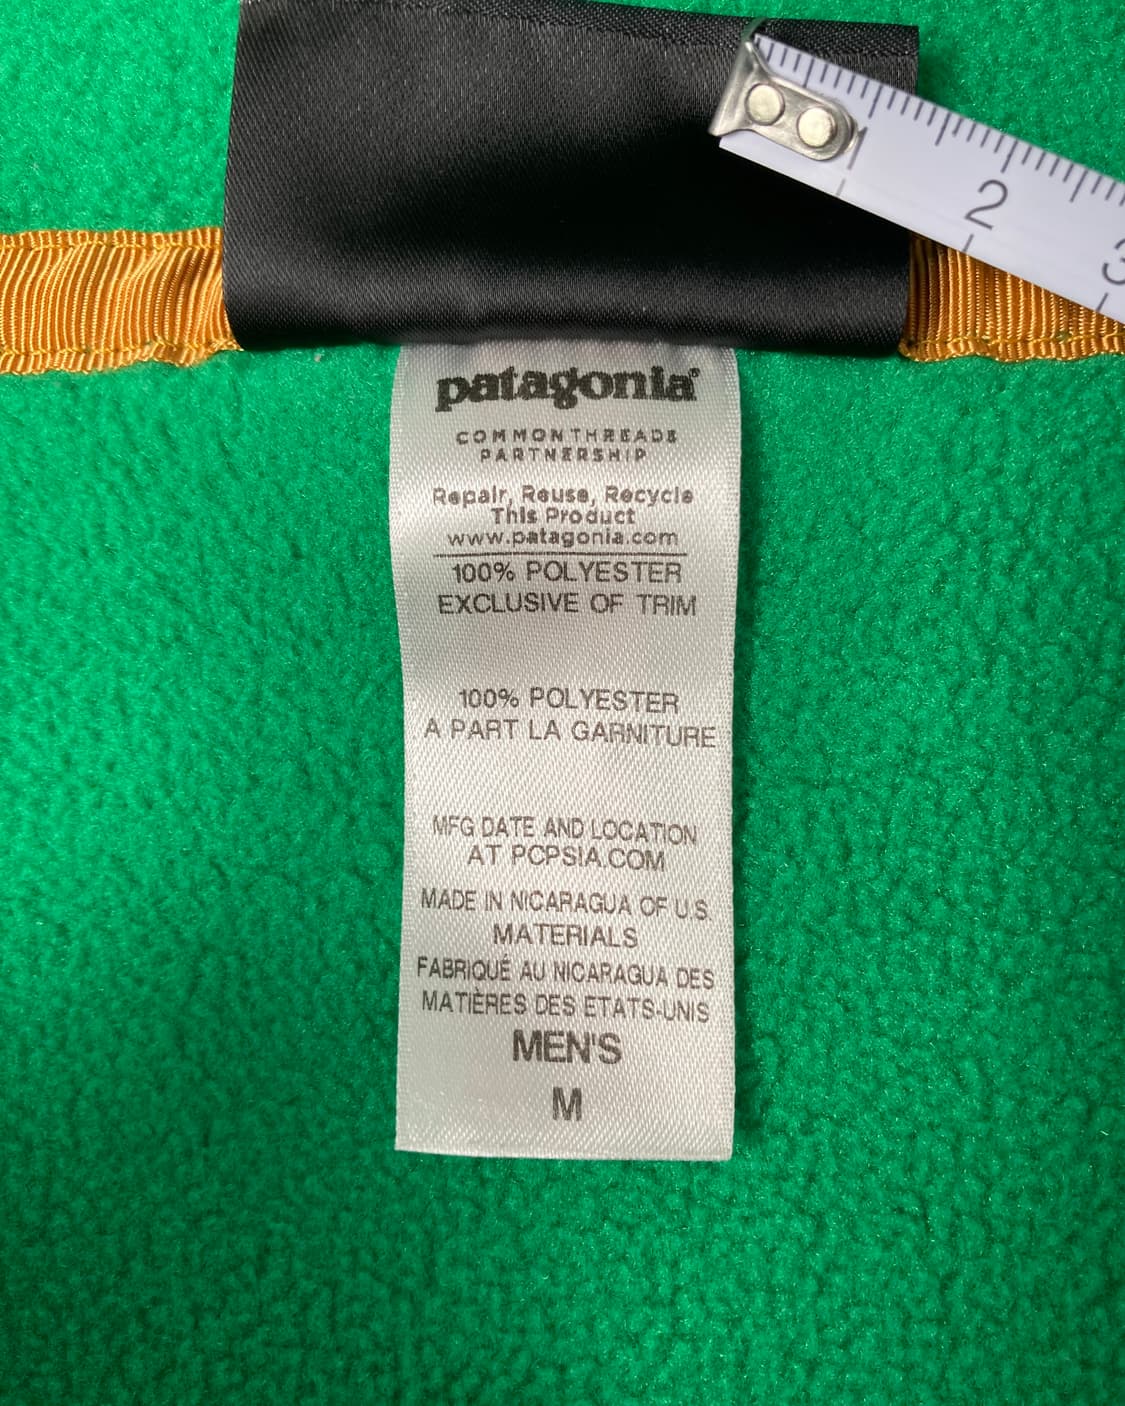 1
2
3
patagonia®
COMMON THREADS
PARTNERSHIP
Repair, Reuse, Recycle
This Product
www.patagonia.com
100% POLYESTER
EXCLUSIVE OF TRIM
100% POLYESTER
A PART LA GARNITURE
MFG DATE AND LOCATION
AT PCPSIA.COM
MADE IN NICARAGUA OF U.S.
MATERIALS
FABRIQUÉ AU NICARAGUA DES
MATIÈRES DES ETATS-UNIS
MEN'S
M